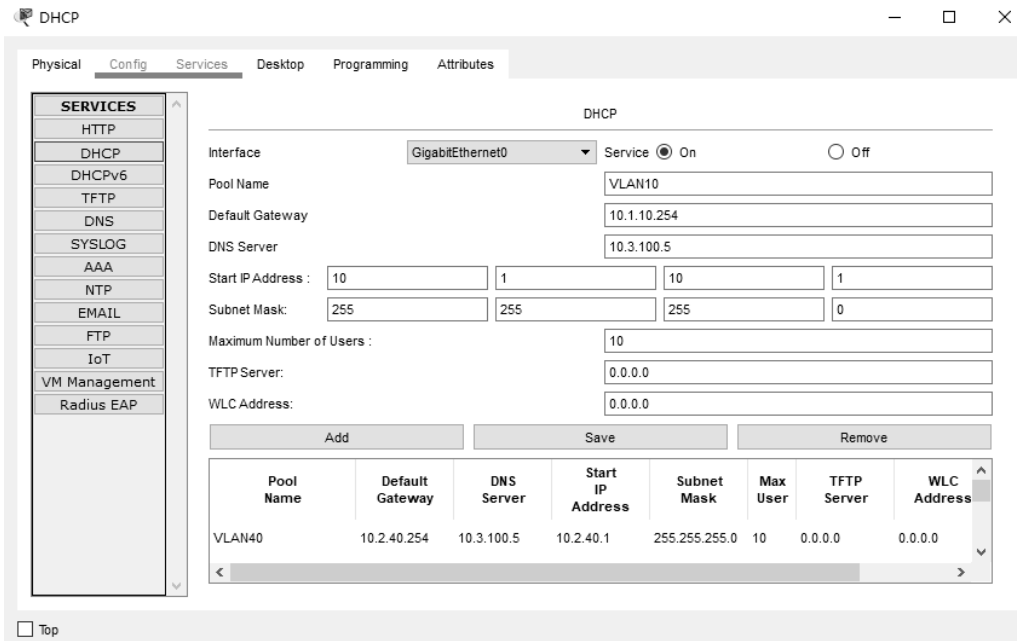 DHCP
Physical Config Services Desktop Programming Attributes
SERVICES
HTTP
DHCP
DHCPv6
TFTP
DNS
SYSLOG
AAA
NTP
EMAIL
FTP
IoT
VM Management
Radius EAP
DHCP
Interface GigabitEthernet0 Service On Off
Pool Name VLAN10
Default Gateway 10.1.10.254
DNS Server 10.3.100.5
Start IP Address : 10 1 10 1
Subnet Mask: 255 255 255 0
Maximum Number of Users : 10
TFTP Server: 0.0.0.0
WLC Address: 0.0.0.0
Add Save Remove
Pool Name Default Gateway DNS Server Start IP Address Subnet Mask Max User TFTP Server WLC Address
VLAN40 10.2.40.254 10.3.100.5 10.2.40.1 255.255.255.0 10 0.0.0.0 0.0.0.0
Top